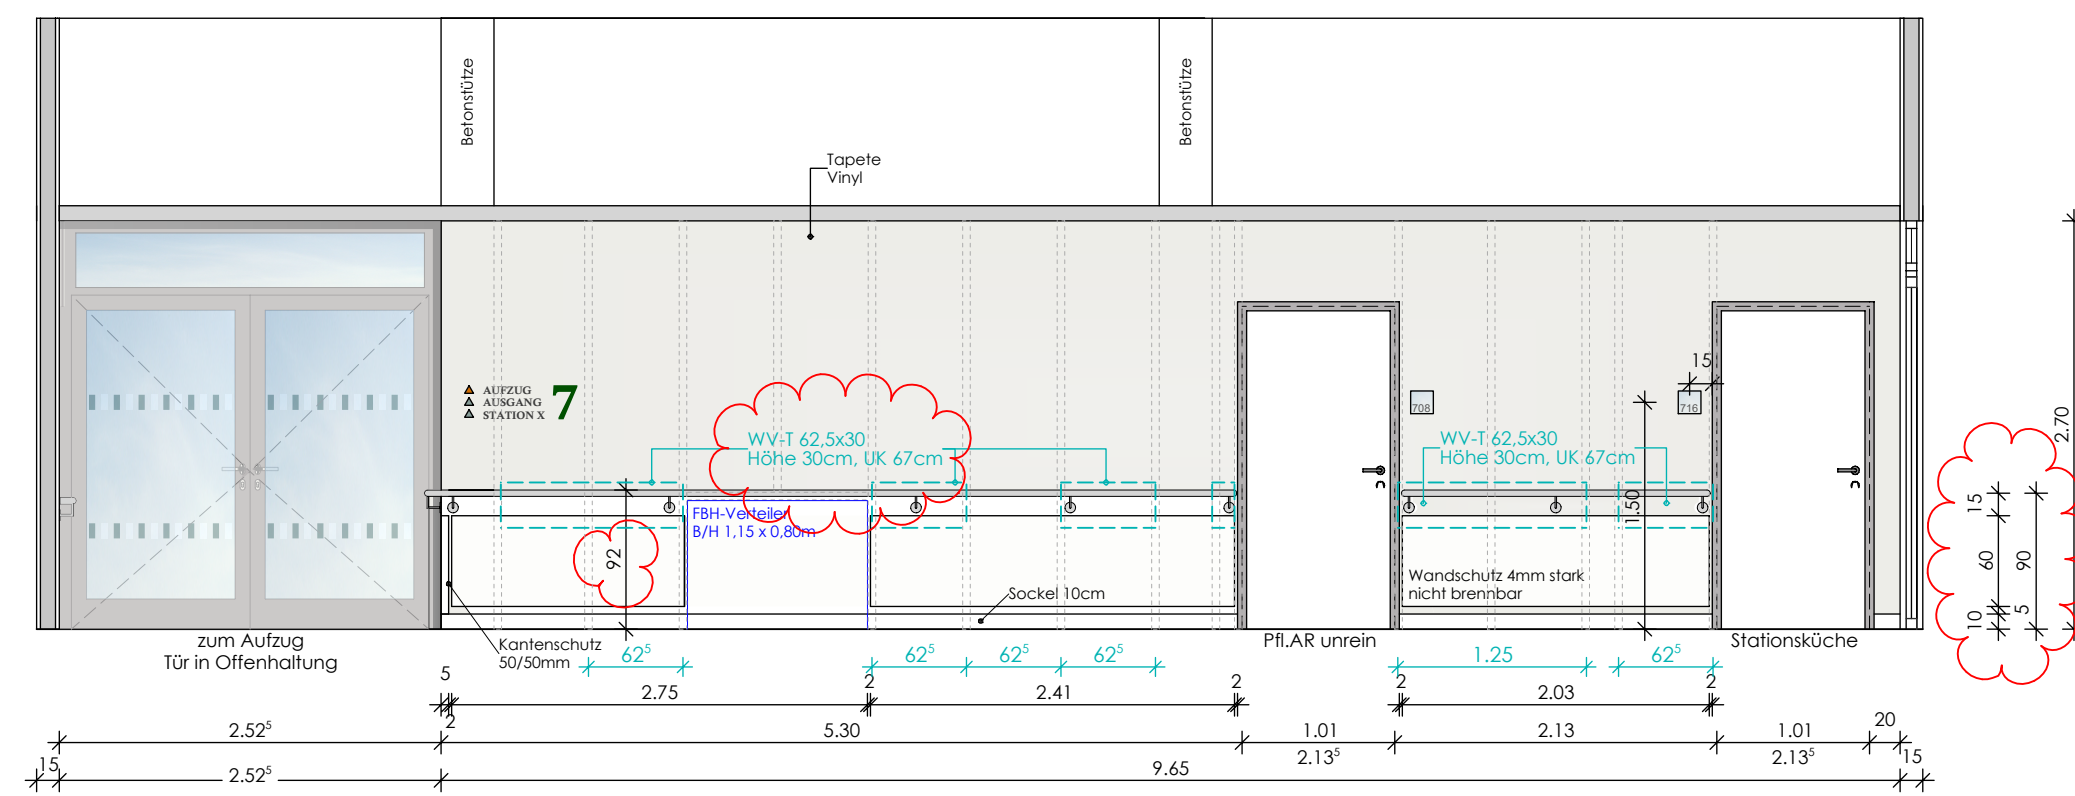 Betonstütze
Betonstütze
Tapete
Vinyl
AUFZUG
AUSGANG
STATION X
7
WV-T 62,5x30
Höhe 30cm, UK 67cm
WV-T 62,5x30
Höhe 30cm, UK 67cm
708
716
15
1.50
2.70
FBH-Verteiler
B/H 1,15 x 0,80m
92
15
60
90
10
5
Wandschutz 4mm stark
nicht brennbar
Sockel 10cm
zum Aufzug
Tür in Offenhaltung
Kantenschutz
50/50mm
Pfl.AR unrein
Stationsküche
62⁵
62⁵
62⁵
62⁵
1.25
62⁵
5
2.75
2
2.41
2
2
2.03
2
2
2.52⁵
5.30
1.01
2.13⁵
2.13
1.01
2.13⁵
20
15
2.52⁵
9.65
15